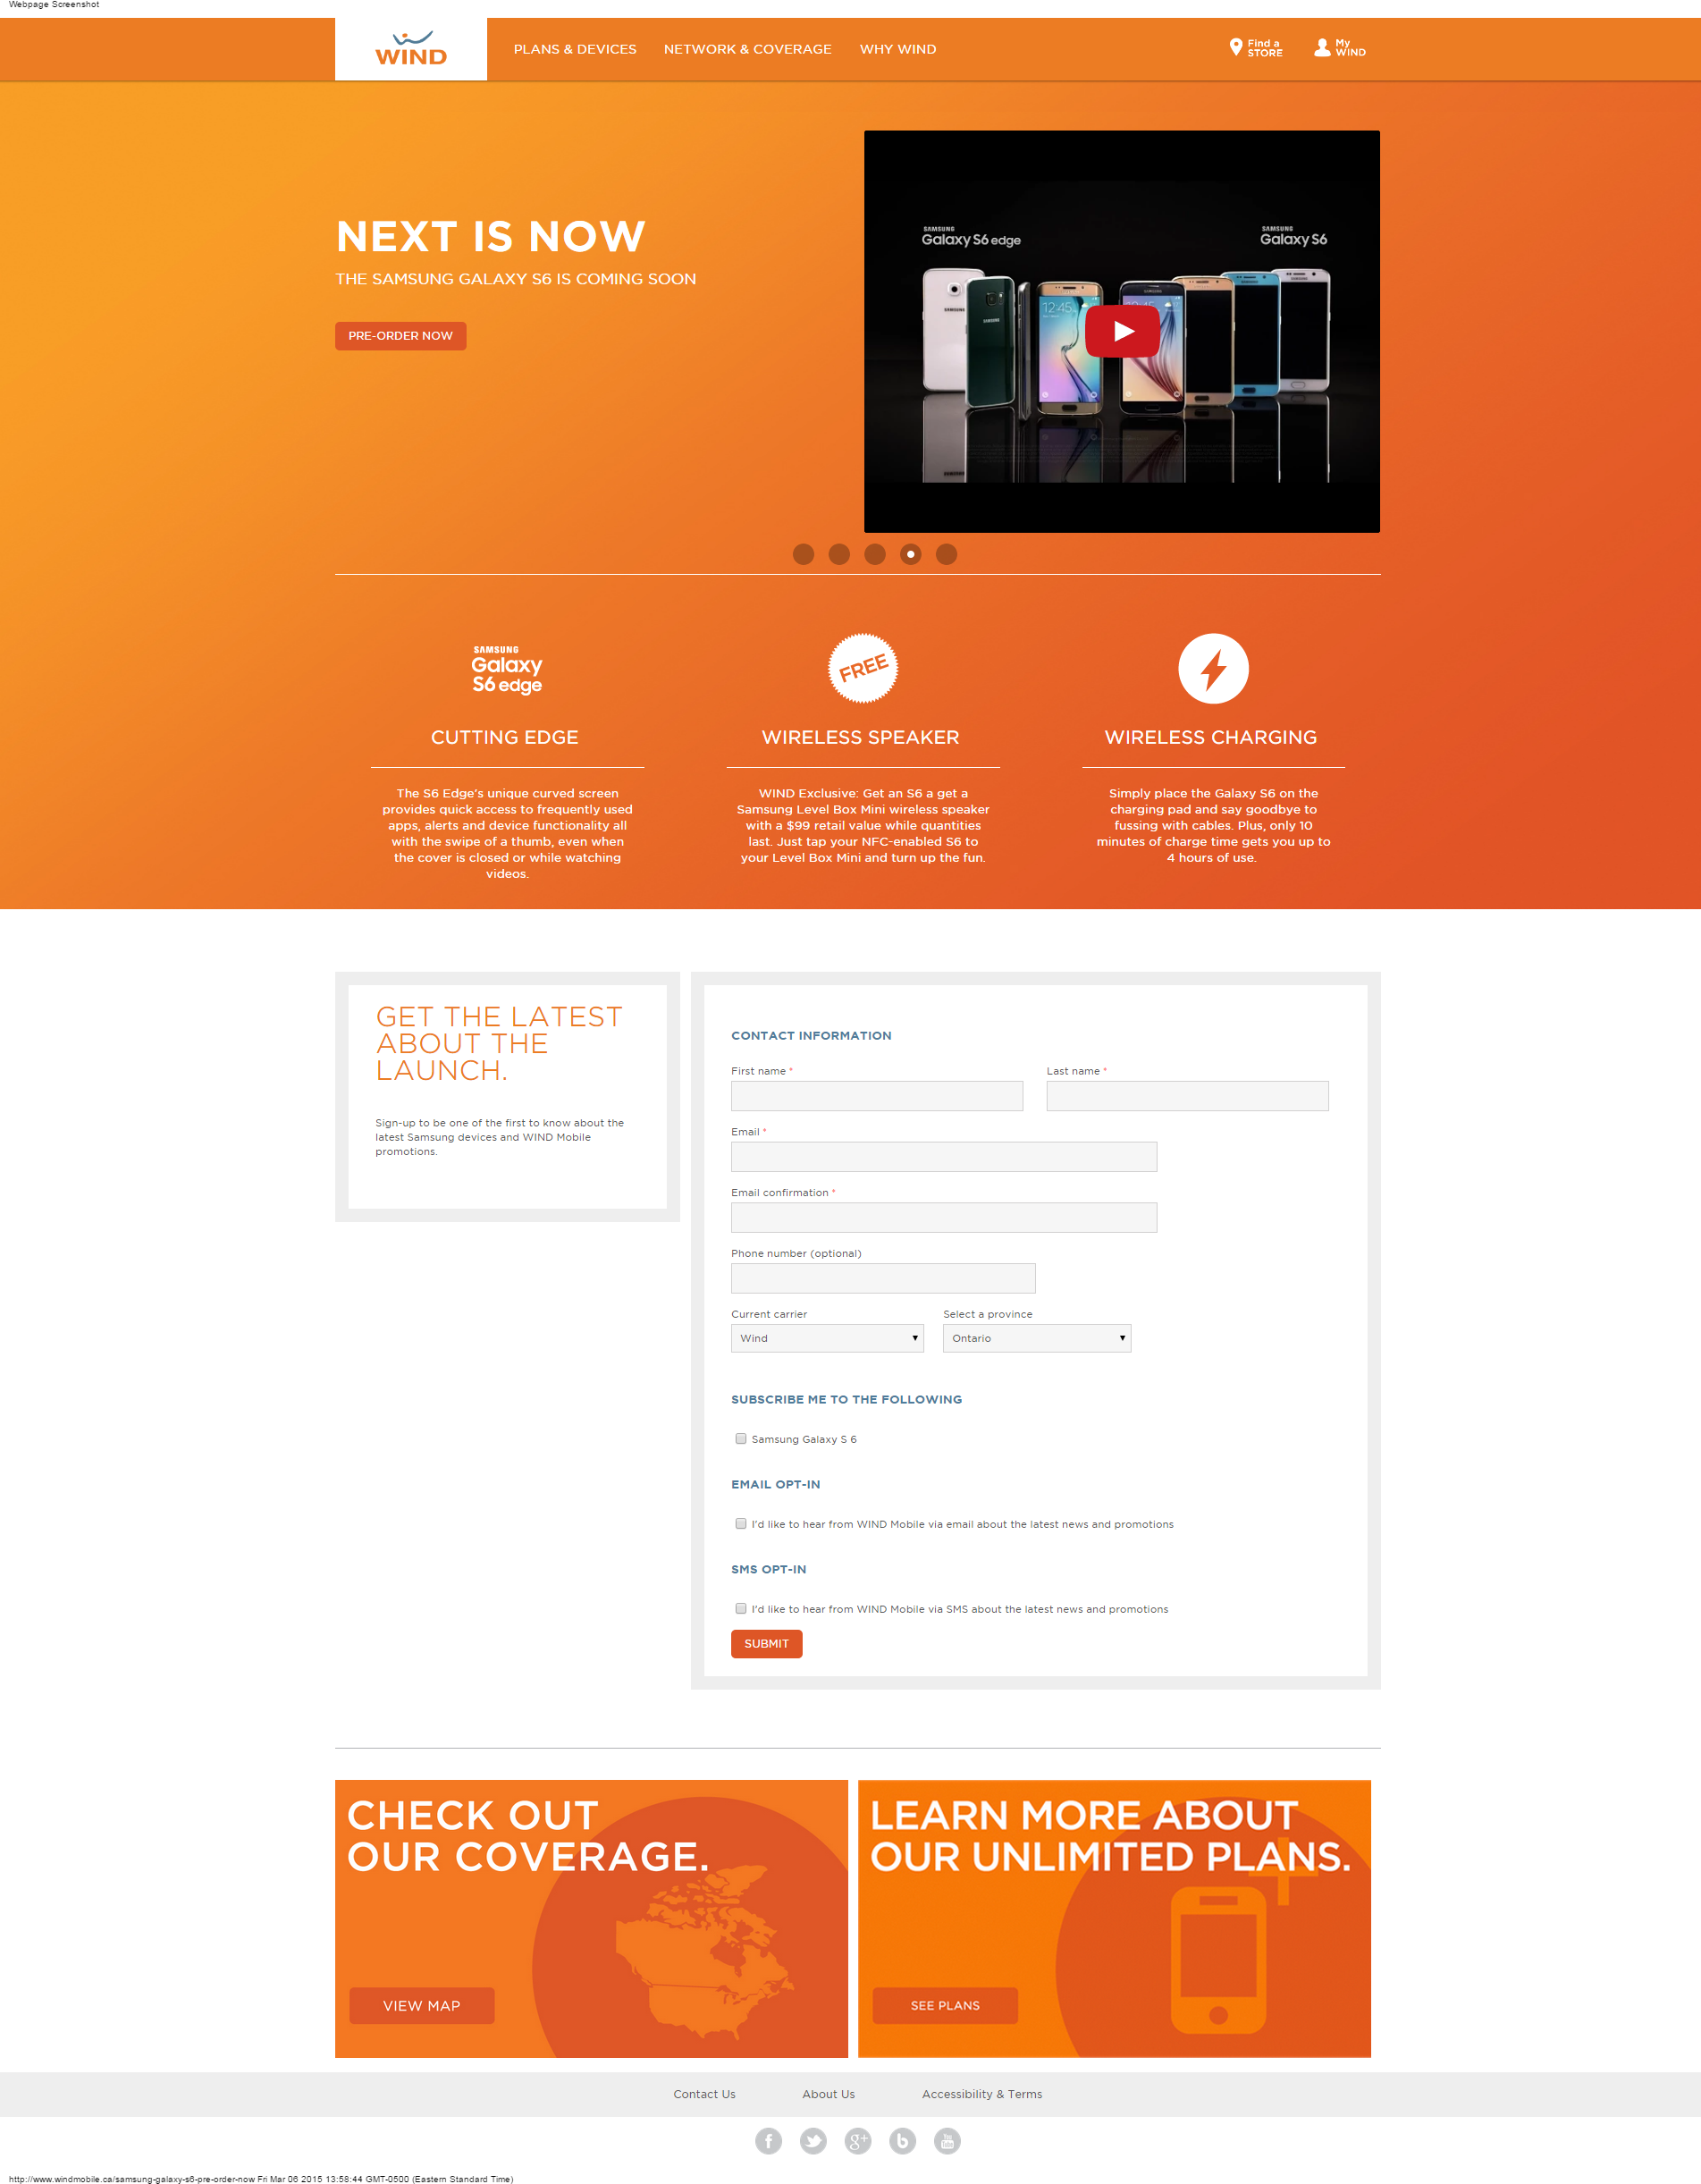 Webpage Screenshot
WIND
PLANS & DEVICES
NETWORK & COVERAGE
WHY WIND
Find a
STORE
My
WIND
NEXT IS NOW
THE SAMSUNG GALAXY S6 IS COMING SOON
PRE-ORDER NOW
SAMSUNG
Galaxy S6 edge
SAMSUNG
Galaxy S6
SAMSUNG
SAMSUNG
12:45
SAMSUNG
Galaxy
S6 edge
CUTTING EDGE
The S6 Edge's unique curved screen
provides quick access to frequently used
apps, alerts and device functionality all
with the swipe of a thumb, even when
the cover is closed or while watching
videos.
FREE
WIRELESS SPEAKER
WIND Exclusive: Get an S6 a get a
Samsung Level Box Mini wireless speaker
with a $99 retail value while quantities
last. Just tap your NFC-enabled S6 to
your Level Box Mini and turn up the fun.
WIRELESS CHARGING
Simply place the Galaxy S6 on the
charging pad and say goodbye to
fussing with cables. Plus, only 10
minutes of charge time gets you up to
4 hours of use.
GET THE LATEST
ABOUT THE
LAUNCH.
Sign-up to be one of the first to know about the
latest Samsung devices and WIND Mobile
promotions.
CONTACT INFORMATION
First name *
Last name *
Email *
Email confirmation *
Phone number (optional)
Current carrier
Select a province
Wind
Ontario
SUBSCRIBE ME TO THE FOLLOWING
Samsung Galaxy S 6
EMAIL OPT-IN
I'd like to hear from WIND Mobile via email about the latest news and promotions
SMS OPT-IN
I'd like to hear from WIND Mobile via SMS about the latest news and promotions
SUBMIT
CHECK OUT
OUR COVERAGE.
VIEW MAP
LEARN MORE ABOUT
OUR UNLIMITED PLANS.
SEE PLANS
Contact Us
About Us
Accessibility & Terms
You
Tube
http://www.windmobile.ca/samsung-galaxy-s6-pre-order-now Fri Mar 06 2015 13:58:44 GMT-0500 (Eastern Standard Time)